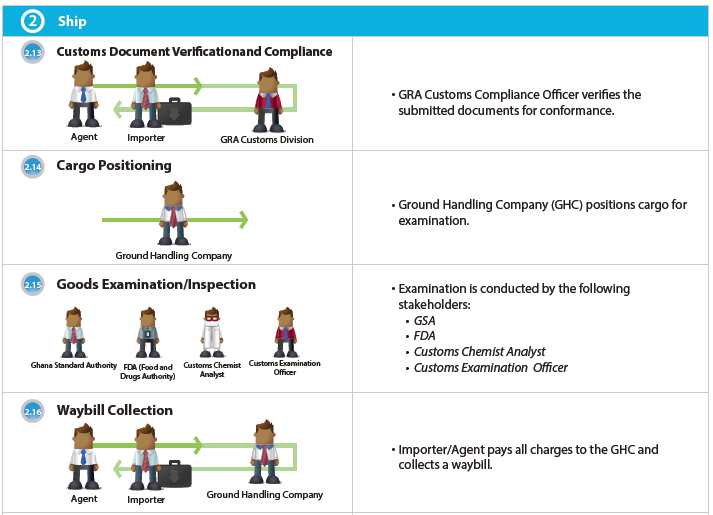 2 Ship
2.13 Customs Document Verificationand Compliance
Agent
Importer
GRA Customs Division
• GRA Customs Compliance Officer verifies the
submitted documents for conformance.
2.14 Cargo Positioning
Ground Handling Company
• Ground Handling Company (GHC) positions cargo for
examination.
2.15 Goods Examination/Inspection
Ghana Standard Authority
FDA (Food and
Drugs Authority)
Customs Chemist
Analyst
Customs Examination
Officer
• Examination is conducted by the following
stakeholders:
• GSA
• FDA
• Customs Chemist Analyst
• Customs Examination Officer
2.16 Waybill Collection
Agent
Importer
Ground Handling Company
• Importer/Agent pays all charges to the GHC and
collects a waybill.